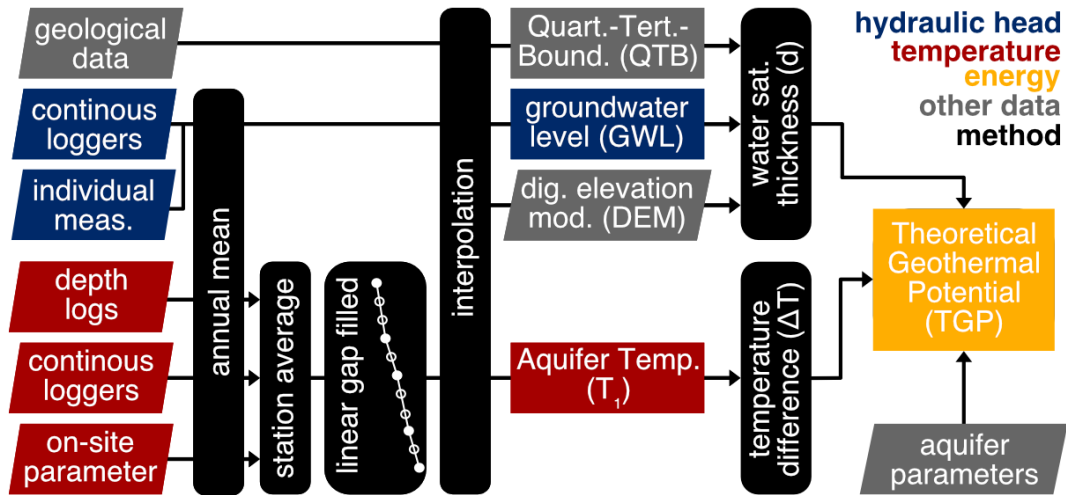 geological
data
continous
loggers
individual
meas.
depth
logs
continous
loggers
on-site
parameter
annual mean
station average
linear gap filled
interpolation
Quart.-Tert.-
Bound. (QTB)
groundwater
level (GWL)
dig. elevation
mod. (DEM)
Aquifer Temp.
(T₁)
water sat.
thickness (d)
temperature
difference (ΔT)
hydraulic head
temperature
energy
other data
method
Theoretical
Geothermal
Potential
(TGP)
aquifer
parameters